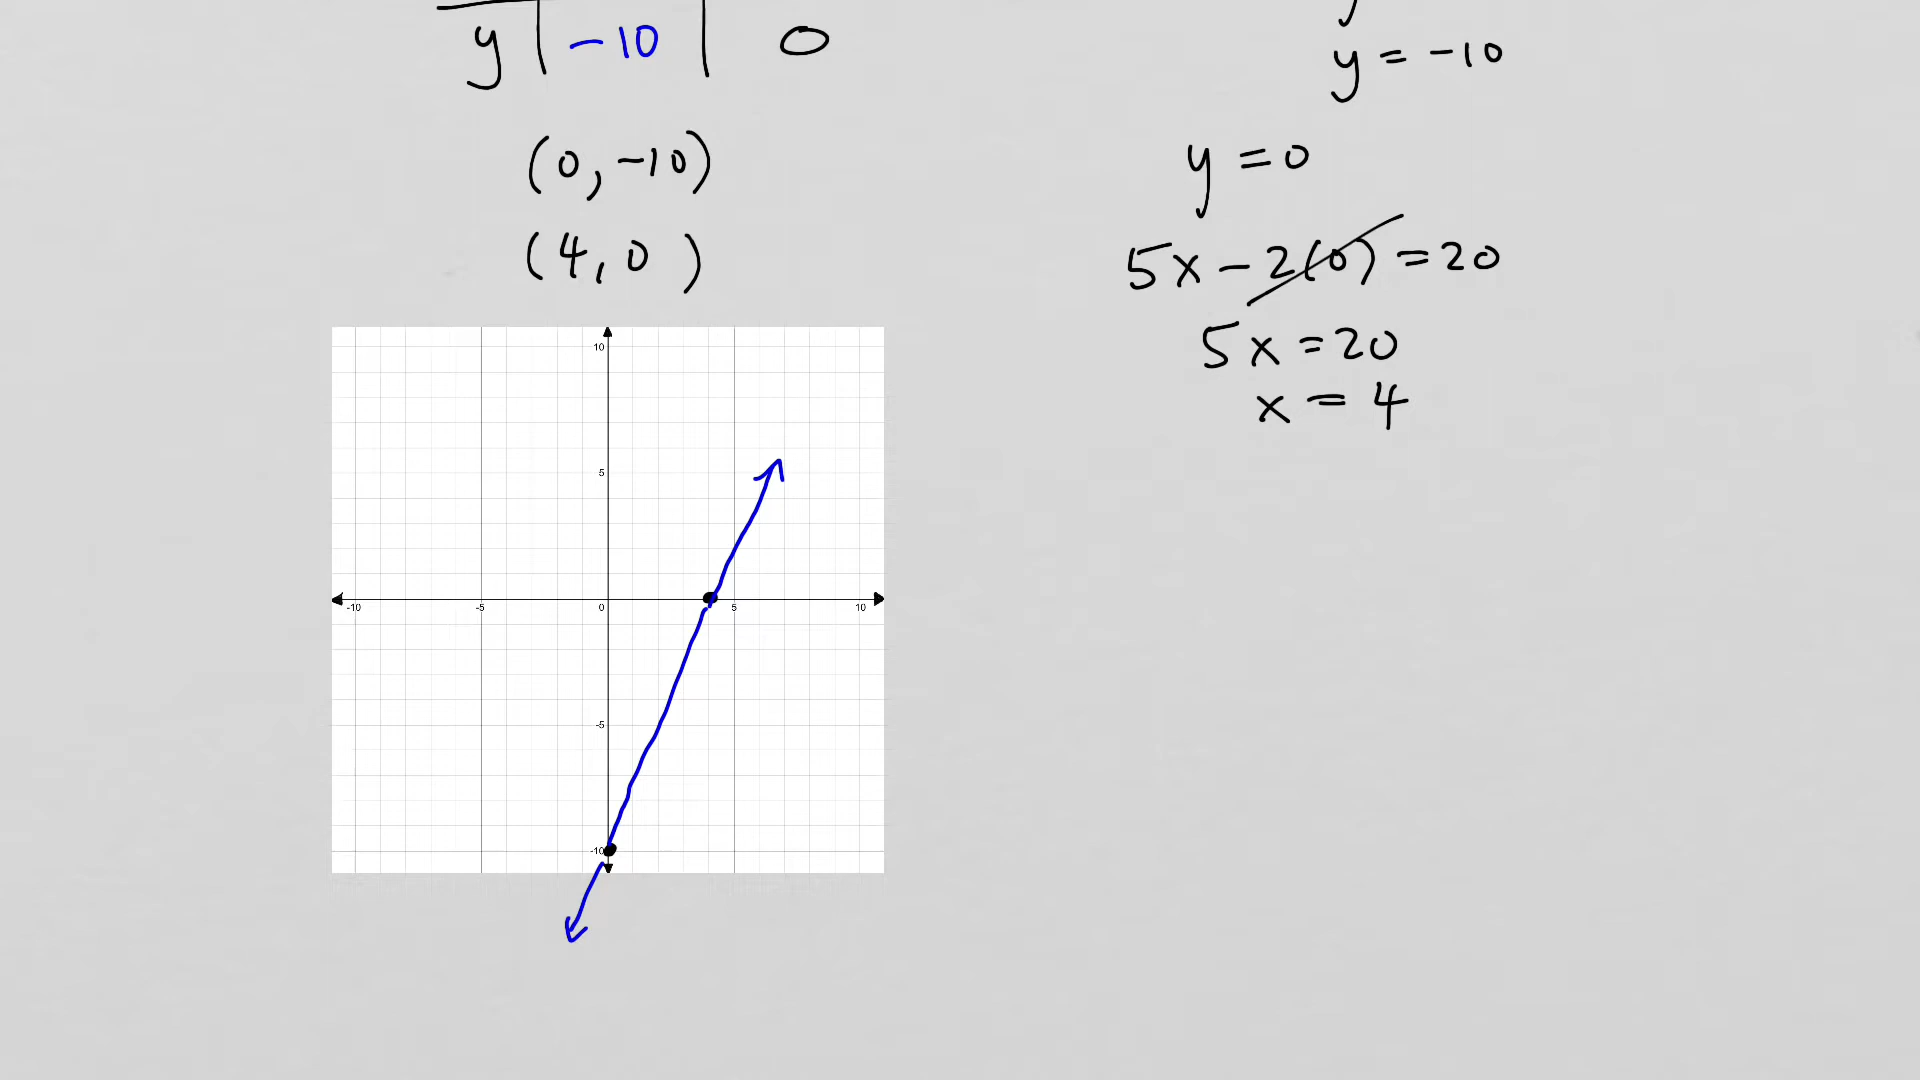 y | -10 | 0
(0, -10)
(4, 0 )
y = -10
y = 0
5x - 2(0) = 20
5x = 20
x = 4
10
5
-10 -5 0 5 10
-5
-10